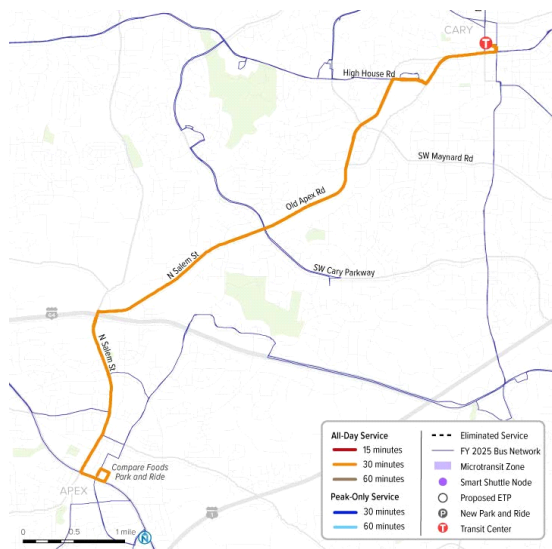 CARY
T
High House Rd
SW Maynard Rd
Old Apex Rd
N Salem St
SW Cary Parkway
64
N Salem St
Compare Foods
Park and Ride
APEX
1
N
0 0.5 1 mile
All-Day Service
15 minutes
30 minutes
60 minutes
Peak-Only Service
30 minutes
60 minutes
Eliminated Service
FY 2025 Bus Network
Microtransit Zone
Smart Shuttle Node
Proposed ETP
P New Park and Ride
T Transit Center